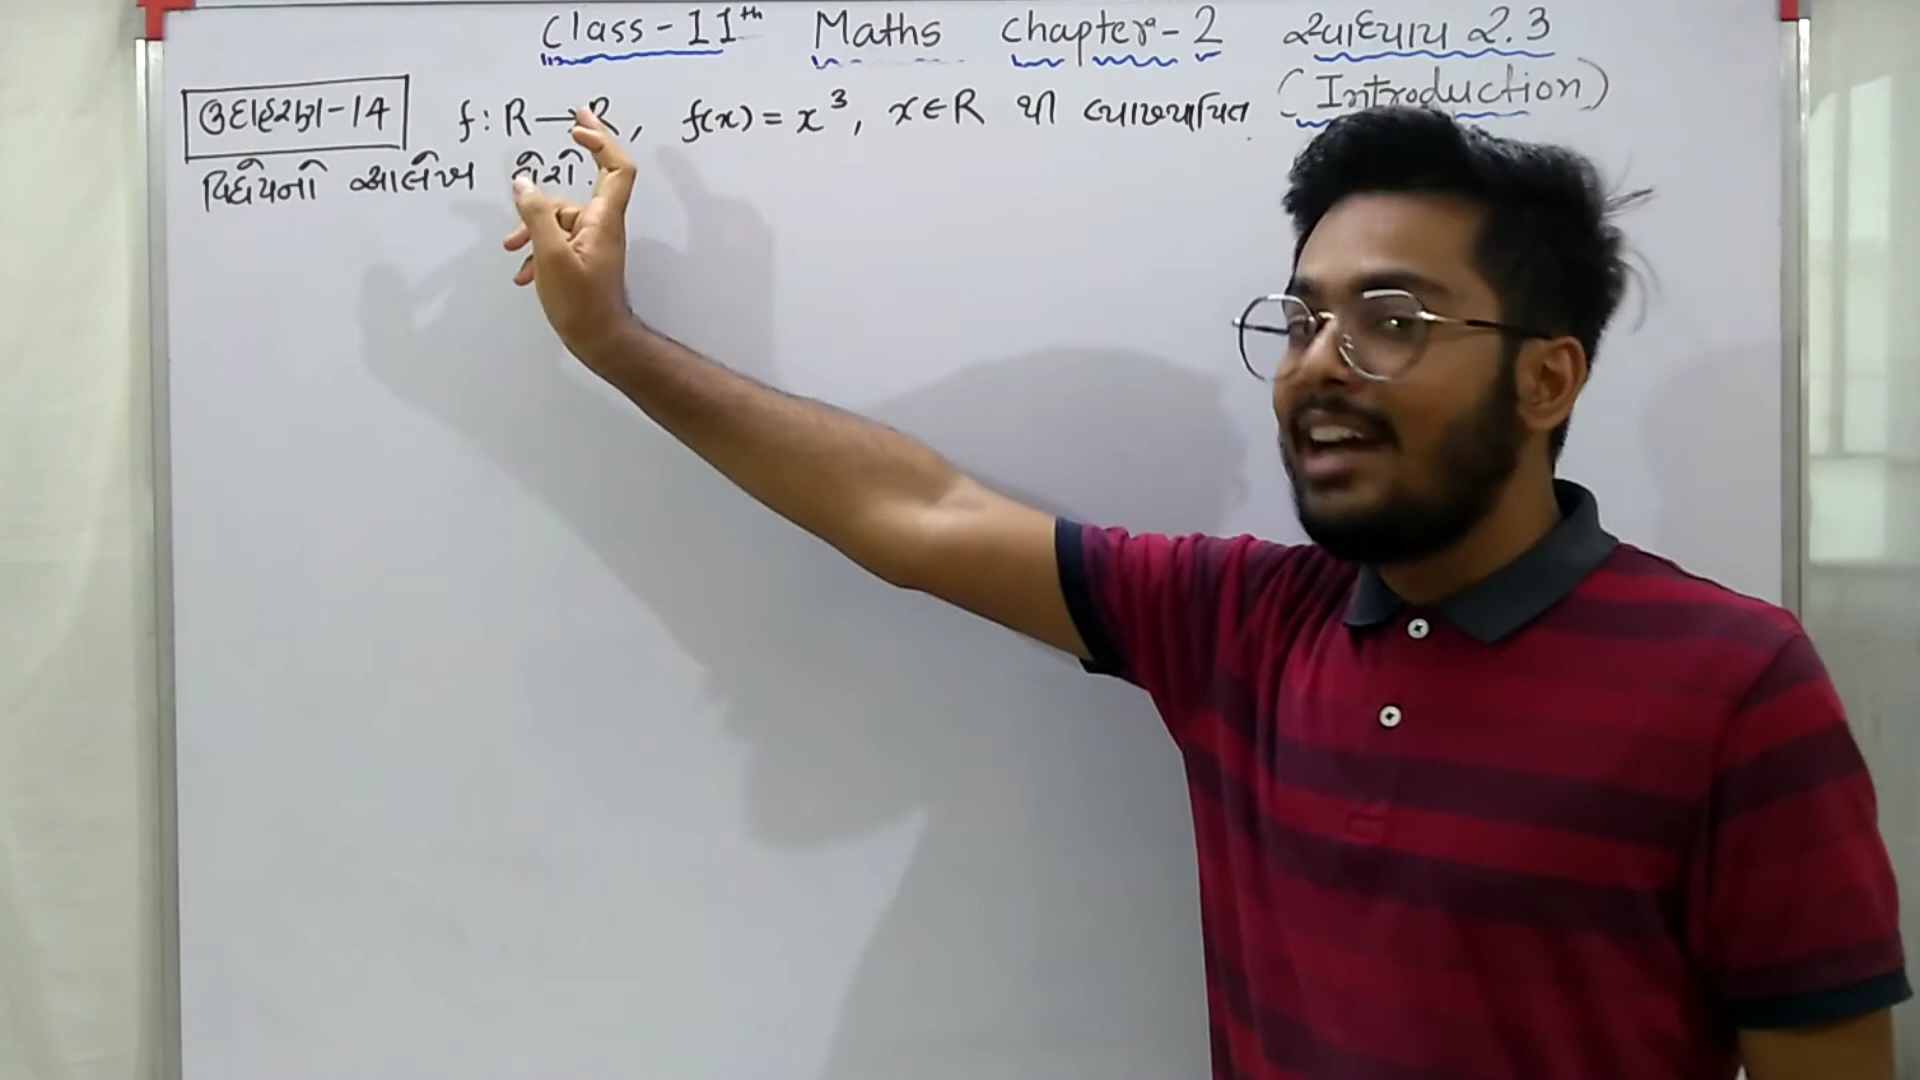 Class-11th Maths Chapter-2 સ્વાધ્યાય 2.3
(Introduction)
ઉદાહરણ-14 f: R→R, f(x) = x³, x∈R થી વ્યાખ્યાયિત
વિધેયનો આલેખ દોરો.